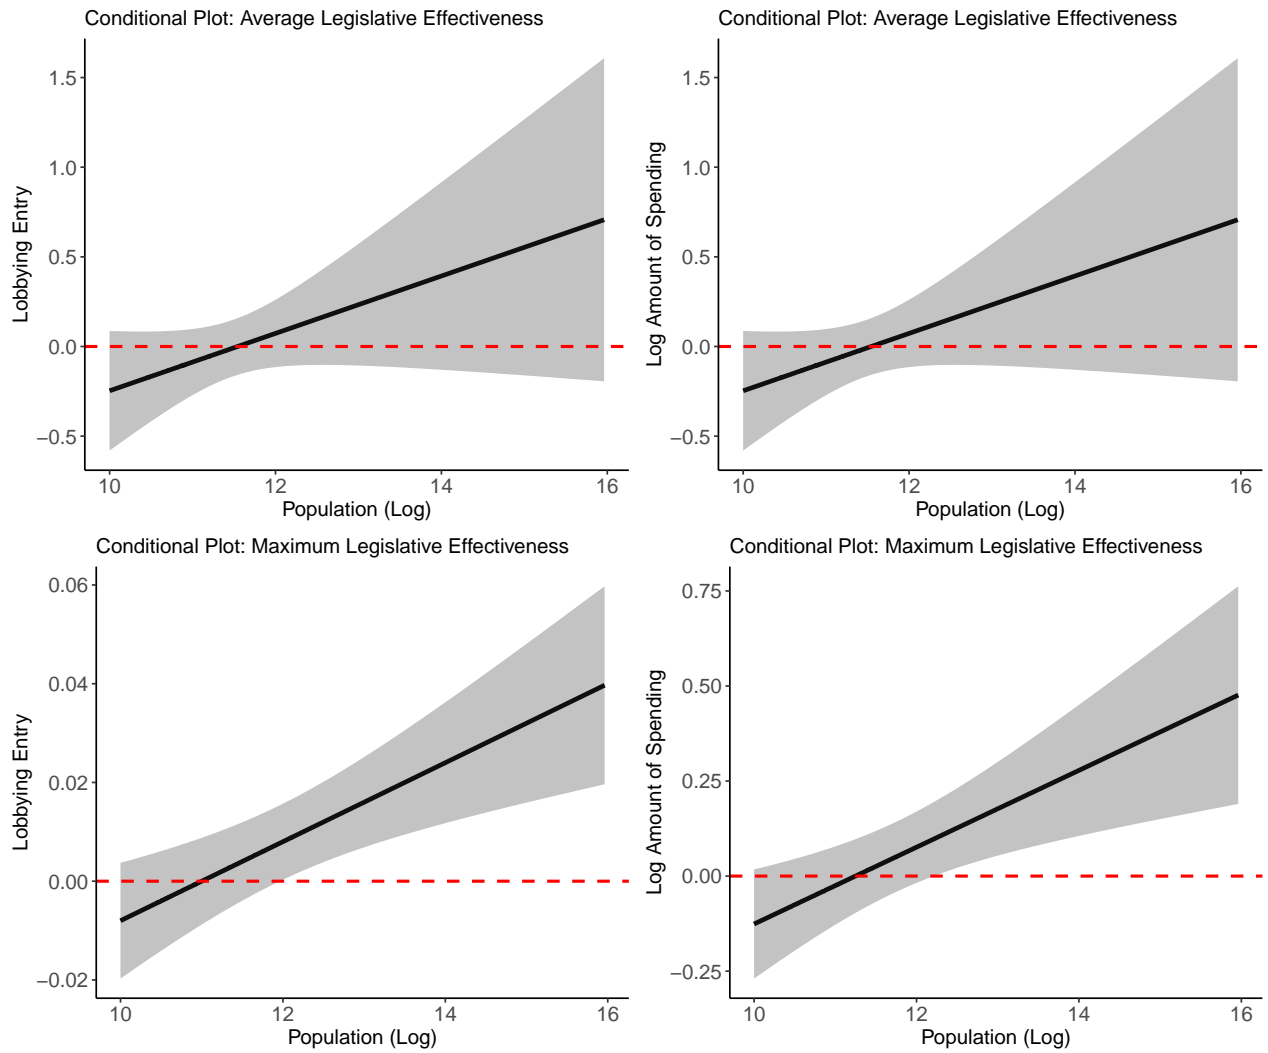 Conditional Plot: Average Legislative Effectiveness
Lobbying Entry
1.5
1.0
0.5
0.0
−0.5
10 12 14 16
Population (Log)
Conditional Plot: Average Legislative Effectiveness
Log Amount of Spending
1.5
1.0
0.5
0.0
−0.5
10 12 14 16
Population (Log)
Conditional Plot: Maximum Legislative Effectiveness
Lobbying Entry
0.06
0.04
0.02
0.00
−0.02
10 12 14 16
Population (Log)
Conditional Plot: Maximum Legislative Effectiveness
Log Amount of Spending
0.75
0.50
0.25
0.00
−0.25
10 12 14 16
Population (Log)